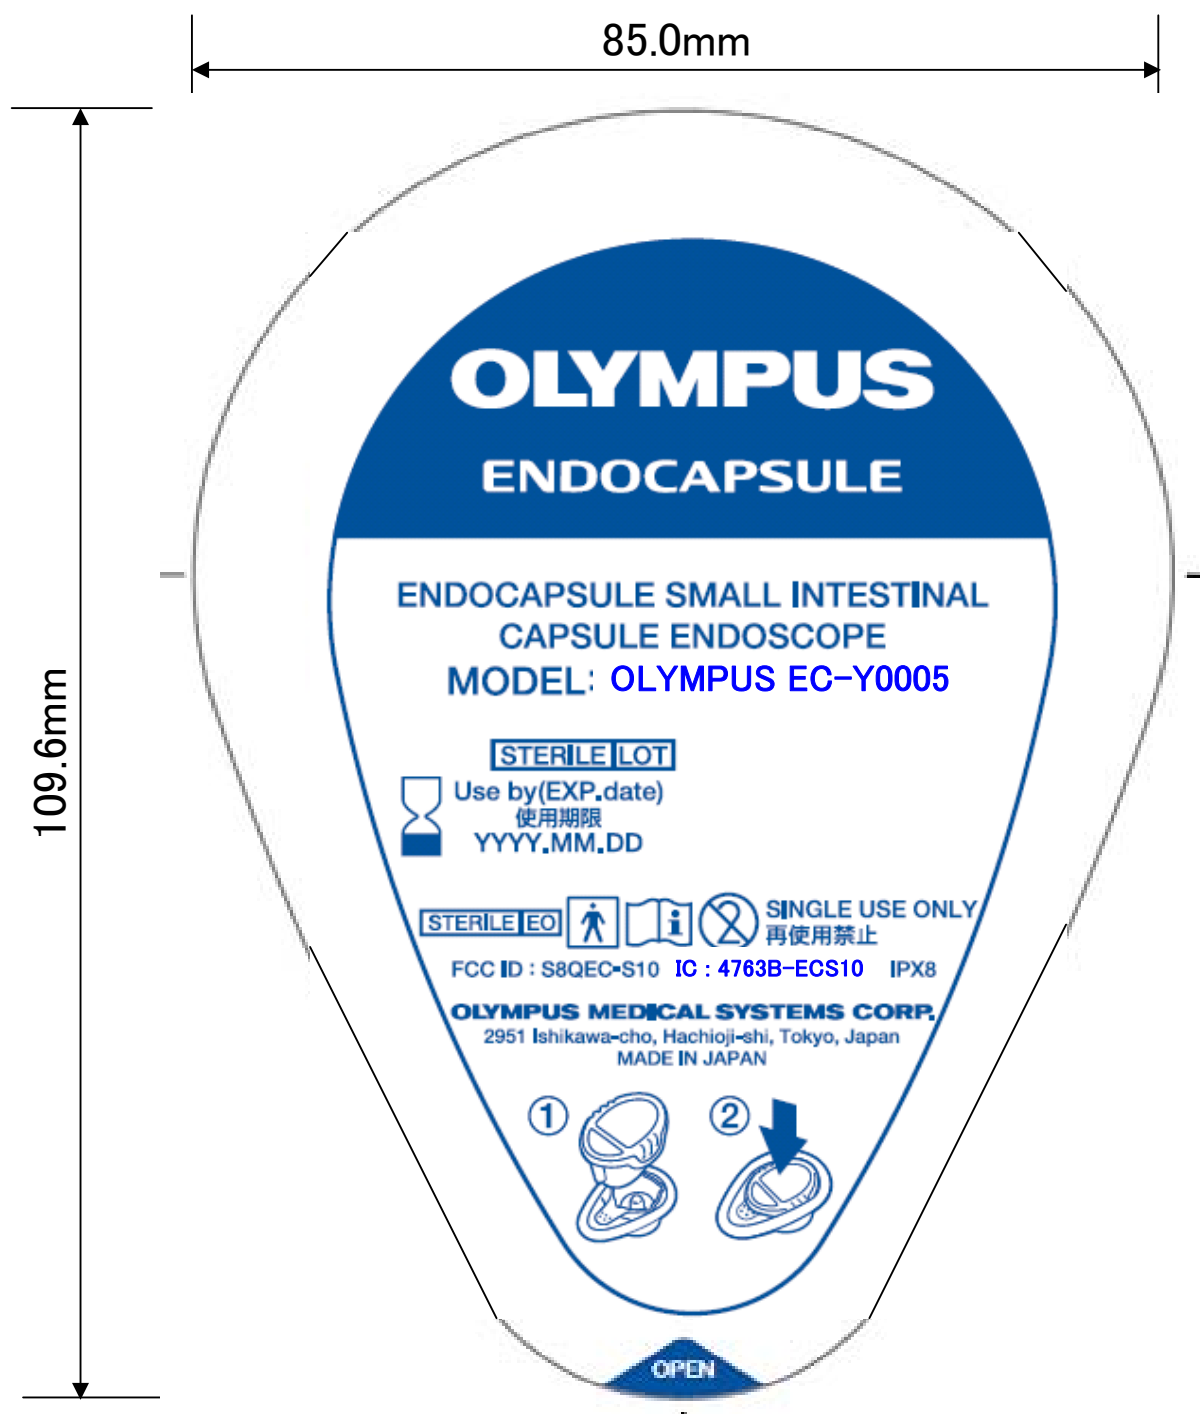 85.0mm
109.6mm
OLYMPUS
ENDOCAPSULE
ENDOCAPSULE SMALL INTESTINAL
CAPSULE ENDOSCOPE
MODEL: OLYMPUS EC-Y0005
STERILE LOT
Use by(EXP.date)
使用期限
YYYY.MM.DD
STERILE EO 2 SINGLE USE ONLY
再使用禁止
FCC ID : S8QEC-S10 IC : 4763B-ECS10 IPX8
OLYMPUS MEDICAL SYSTEMS CORP.
2951 Ishikawa-cho, Hachioji-shi, Tokyo, Japan
MADE IN JAPAN
① ②
OPEN